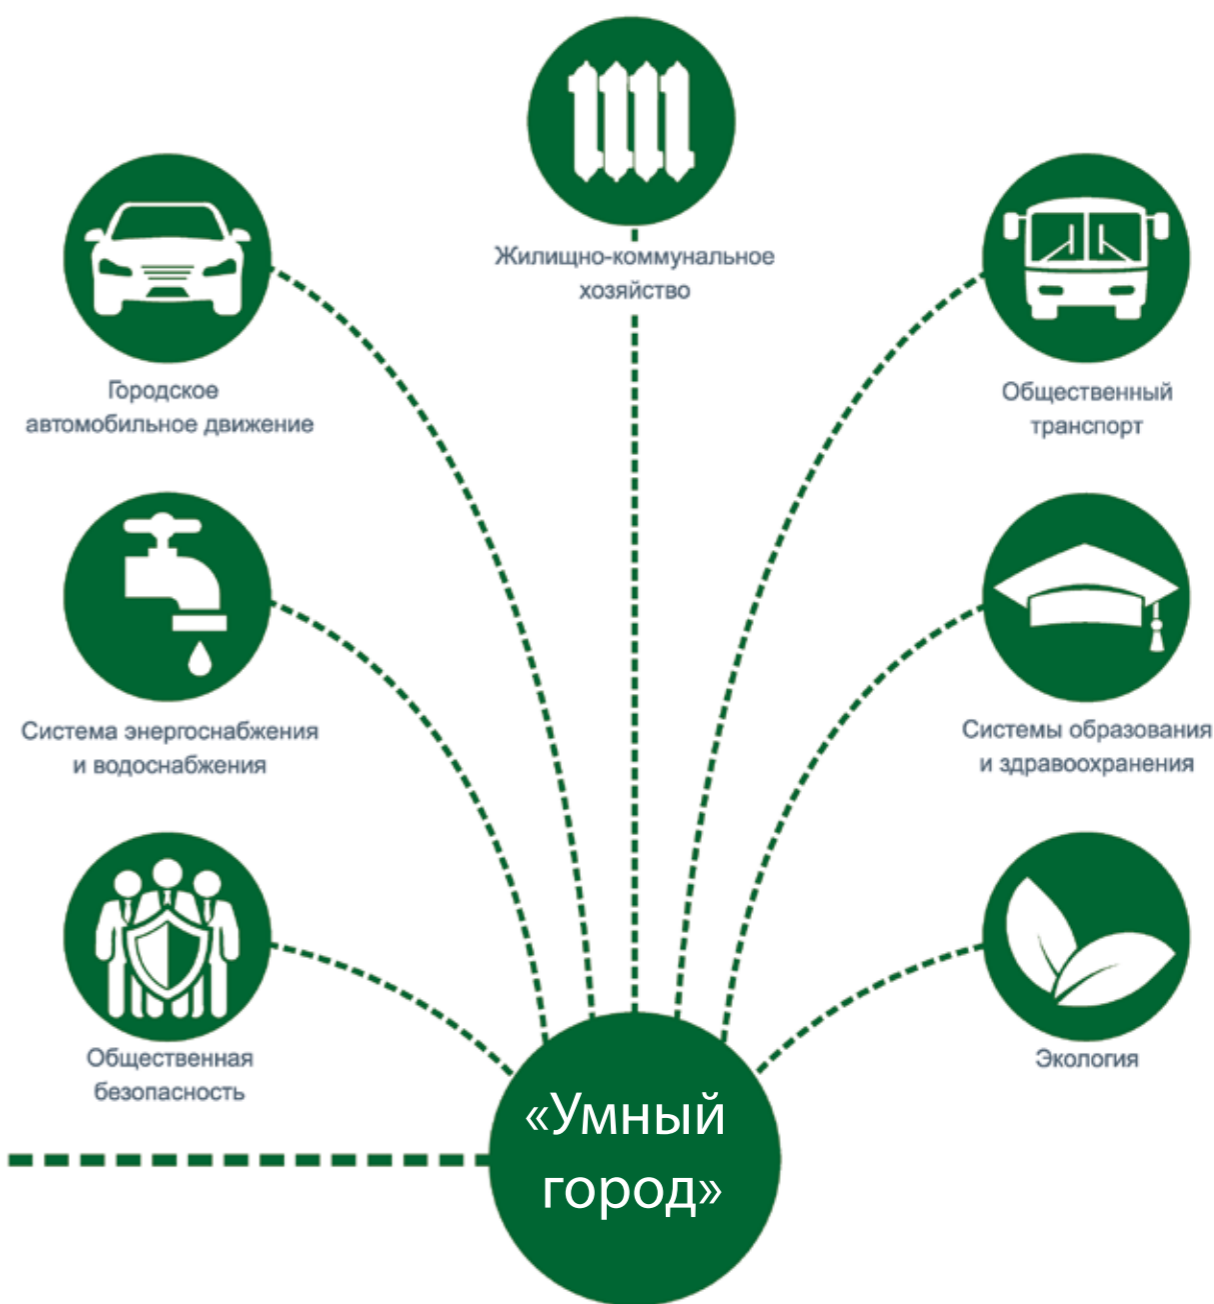 Жилищно-коммунальное
хозяйство
Городское
автомобильное движение
Общественный
транспорт
Система энергоснабжения
и водоснабжения
Системы образования
и здравоохранения
Общественная
безопасность
Экология
«Умный
город»